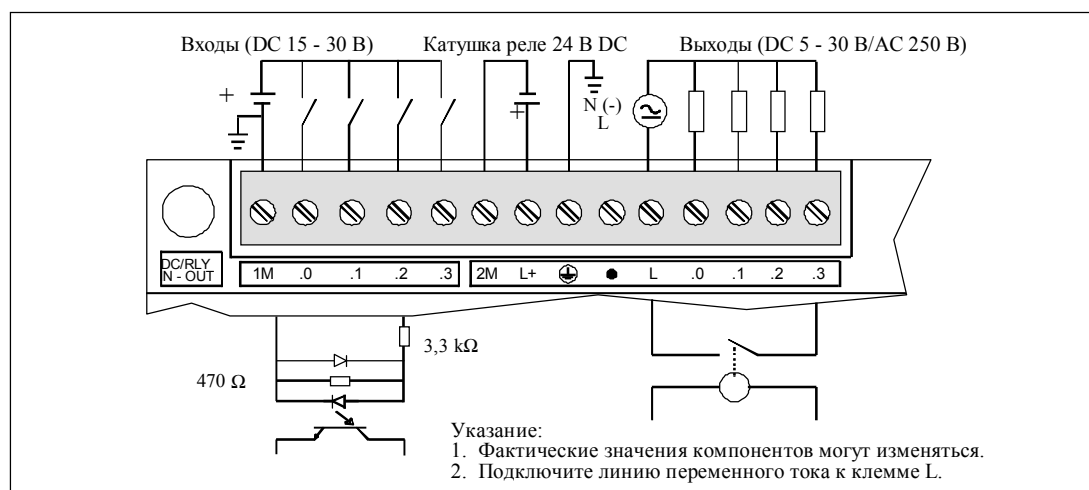 Входы (DC 15 - 30 В) Катушка реле 24 В DC Выходы (DC 5 - 30 В/AC 250 В)
+
+
N (-)
L
DC/RLY
N - OUT
1M .0 .1 .2 .3 2M L+ L .0 .1 .2 .3
3,3 kΩ
470 Ω
Указание:
1. Фактические значения компонентов могут изменяться.
2. Подключите линию переменного тока к клемме L.